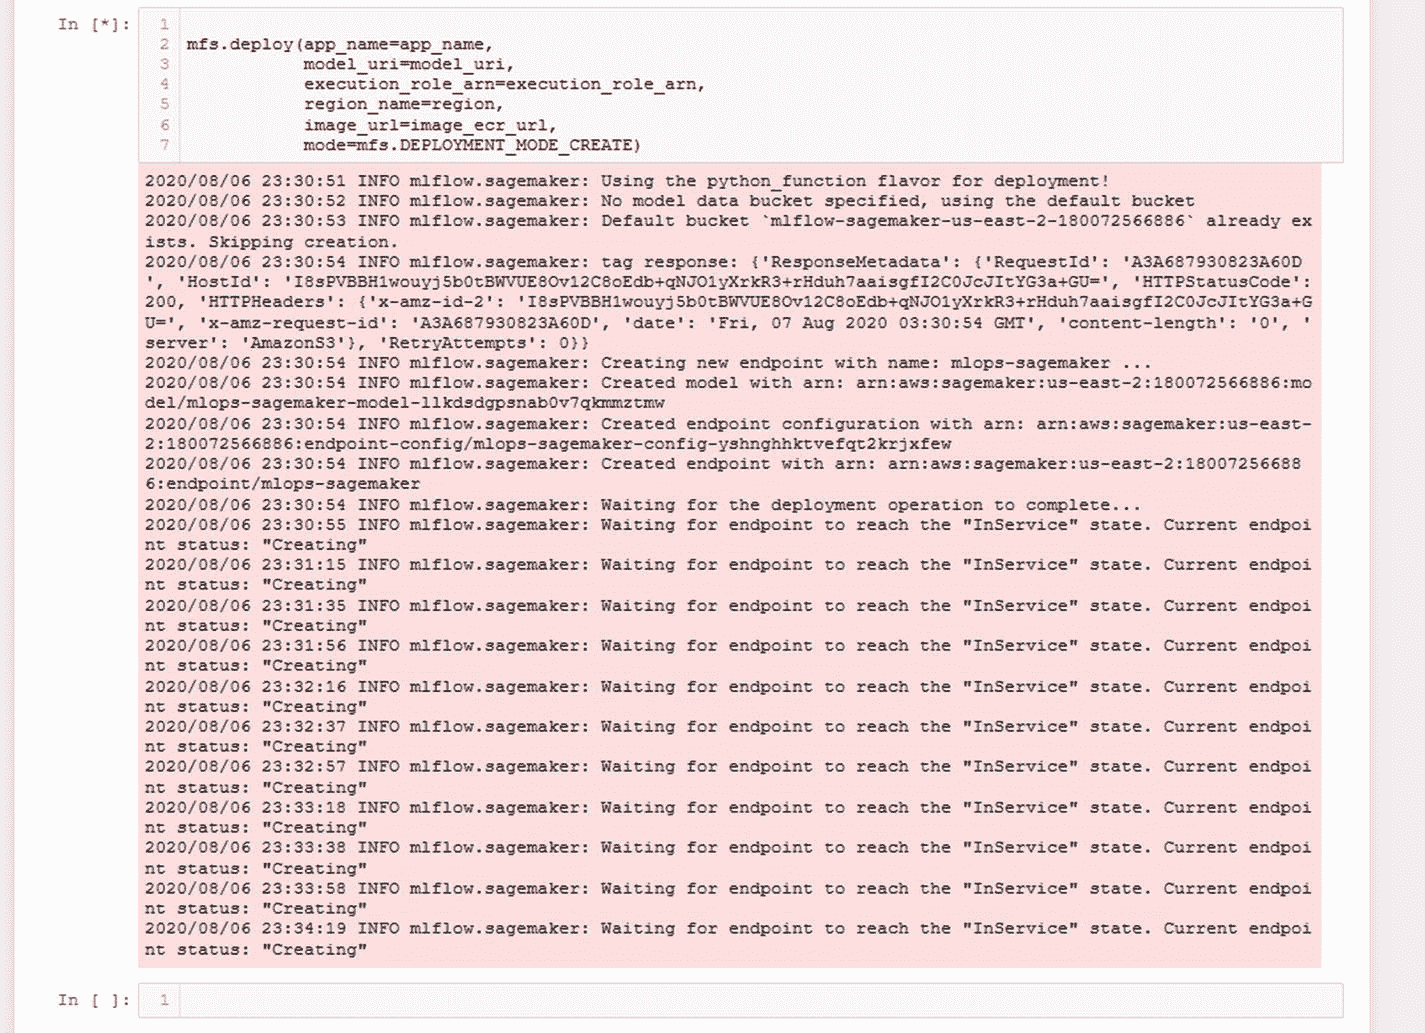 In [*]:
1
2 mfs.deploy(app_name=app_name,
3 model_uri=model_uri,
4 execution_role_arn=execution_role_arn,
5 region_name=region,
6 image_url=image_ecr_url,
7 mode=mfs.DEPLOYMENT_MODE_CREATE)
2020/08/06 23:30:51 INFO mlflow.sagemaker: Using the python_function flavor for deployment!
2020/08/06 23:30:52 INFO mlflow.sagemaker: No model data bucket specified, using the default bucket
2020/08/06 23:30:53 INFO mlflow.sagemaker: Default bucket `mlflow-sagemaker-us-east-2-180072566886` already ex
ists. Skipping creation.
2020/08/06 23:30:54 INFO mlflow.sagemaker: tag response: {'ResponseMetadata': {'RequestId': 'A3A687930823A60D
', 'HostId': 'I8sPVBBH1wouyj5b0tBWVUE8Ov12C8oEdb+qNJO1yXrkR3+rHduh7aaisgfI2C0JcJItYG3a+GU=', 'HTTPStatusCode':
200, 'HTTPHeaders': {'x-amz-id-2': 'I8sPVBBH1wouyj5b0tBWVUE8Ov12C8oEdb+qNJO1yXrkR3+rHduh7aaisgfI2C0JcJItYG3a+G
U=', 'x-amz-request-id': 'A3A687930823A60D', 'date': 'Fri, 07 Aug 2020 03:30:54 GMT', 'content-length': '0', '
server': 'AmazonS3'}, 'RetryAttempts': 0}}
2020/08/06 23:30:54 INFO mlflow.sagemaker: Creating new endpoint with name: mlops-sagemaker ...
2020/08/06 23:30:54 INFO mlflow.sagemaker: Created model with arn: arn:aws:sagemaker:us-east-2:180072566886:mo
del/mlops-sagemaker-model-llkdsdgpsnab0v7qkmmztmw
2020/08/06 23:30:54 INFO mlflow.sagemaker: Created endpoint configuration with arn: arn:aws:sagemaker:us-east-
2:180072566886:endpoint-config/mlops-sagemaker-config-yshnghhktvefqt2krjxfew
2020/08/06 23:30:54 INFO mlflow.sagemaker: Created endpoint with arn: arn:aws:sagemaker:us-east-2:18007256688
6:endpoint/mlops-sagemaker
2020/08/06 23:30:54 INFO mlflow.sagemaker: Waiting for the deployment operation to complete...
2020/08/06 23:30:55 INFO mlflow.sagemaker: Waiting for endpoint to reach the "InService" state. Current endpoi
nt status: "Creating"
2020/08/06 23:31:15 INFO mlflow.sagemaker: Waiting for endpoint to reach the "InService" state. Current endpoi
nt status: "Creating"
2020/08/06 23:31:35 INFO mlflow.sagemaker: Waiting for endpoint to reach the "InService" state. Current endpoi
nt status: "Creating"
2020/08/06 23:31:56 INFO mlflow.sagemaker: Waiting for endpoint to reach the "InService" state. Current endpoi
nt status: "Creating"
2020/08/06 23:32:16 INFO mlflow.sagemaker: Waiting for endpoint to reach the "InService" state. Current endpoi
nt status: "Creating"
2020/08/06 23:32:37 INFO mlflow.sagemaker: Waiting for endpoint to reach the "InService" state. Current endpoi
nt status: "Creating"
2020/08/06 23:32:57 INFO mlflow.sagemaker: Waiting for endpoint to reach the "InService" state. Current endpoi
nt status: "Creating"
2020/08/06 23:33:18 INFO mlflow.sagemaker: Waiting for endpoint to reach the "InService" state. Current endpoi
nt status: "Creating"
2020/08/06 23:33:38 INFO mlflow.sagemaker: Waiting for endpoint to reach the "InService" state. Current endpoi
nt status: "Creating"
2020/08/06 23:33:58 INFO mlflow.sagemaker: Waiting for endpoint to reach the "InService" state. Current endpoi
nt status: "Creating"
2020/08/06 23:34:19 INFO mlflow.sagemaker: Waiting for endpoint to reach the "InService" state. Current endpoi
nt status: "Creating"
In [ ]: 1